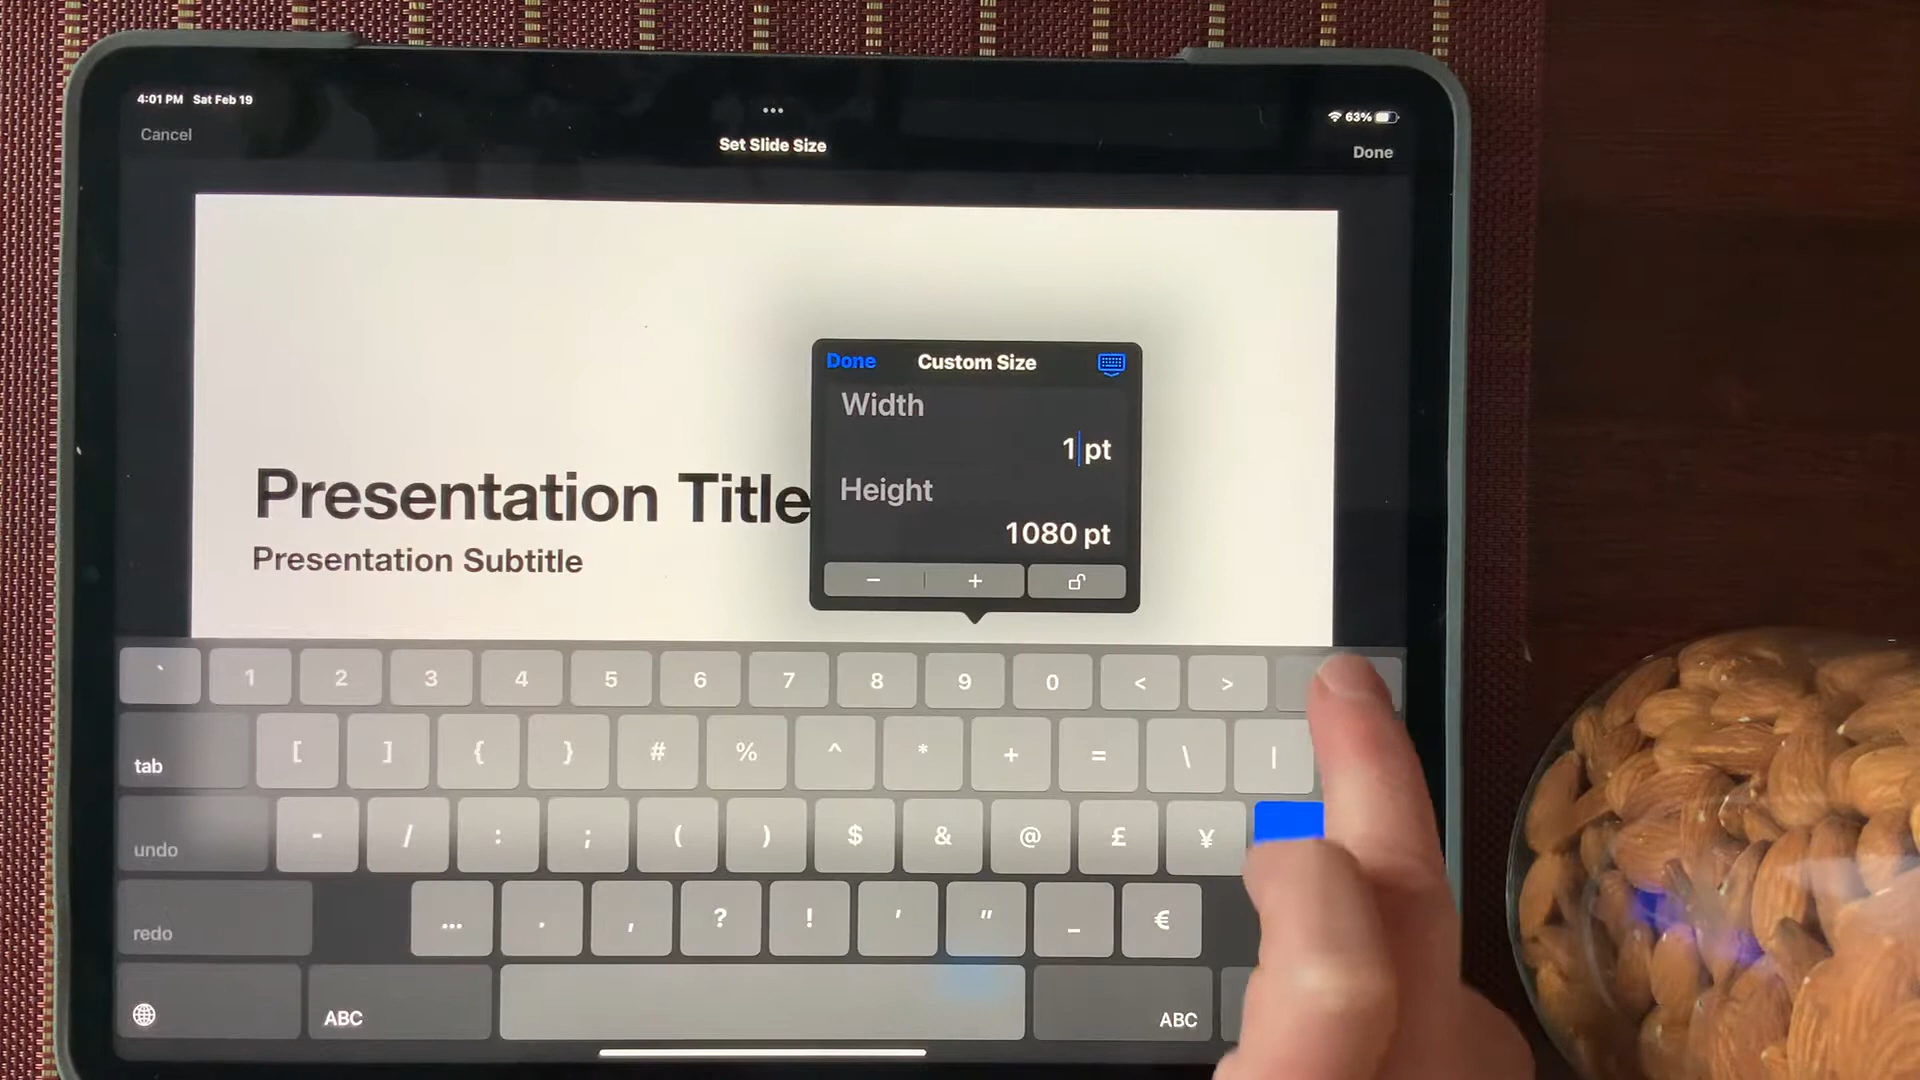 4:01 PM Sat Feb 19
63%
Cancel
Set Slide Size
Done
Done Custom Size
Width
1 pt
Height
1080 pt
− +
Presentation Title
Presentation Subtitle
` 1 2 3 4 5 6 7 8 9 0 < >
tab [ ] { } # % ^ * + = \ |
undo - / : ; ( ) $ & @ £ ¥
redo … . , ? ! ' " _ €
ABC ABC